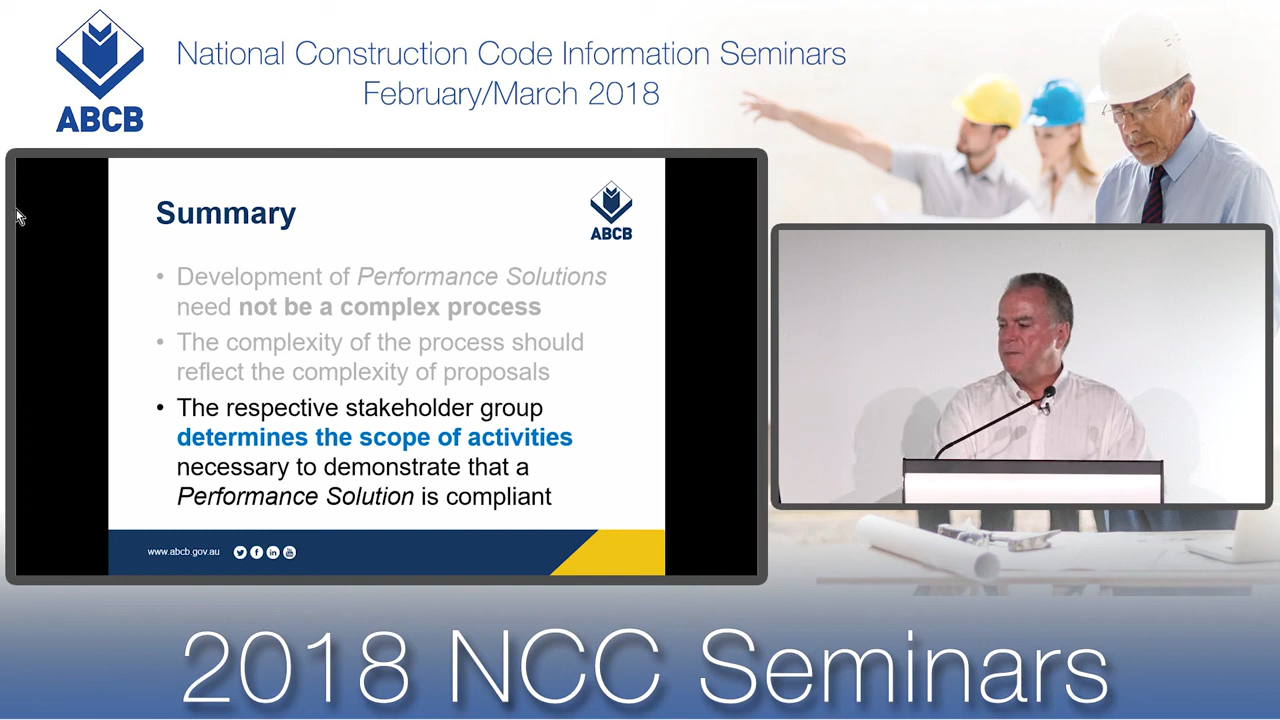 ABCB
National Construction Code Information Seminars
February/March 2018
Summary
ABCB
• Development of Performance Solutions
need not be a complex process
• The complexity of the process should
reflect the complexity of proposals
• The respective stakeholder group
determines the scope of activities
necessary to demonstrate that a
Performance Solution is compliant
www.abcb.gov.au
2018 NCC Seminars